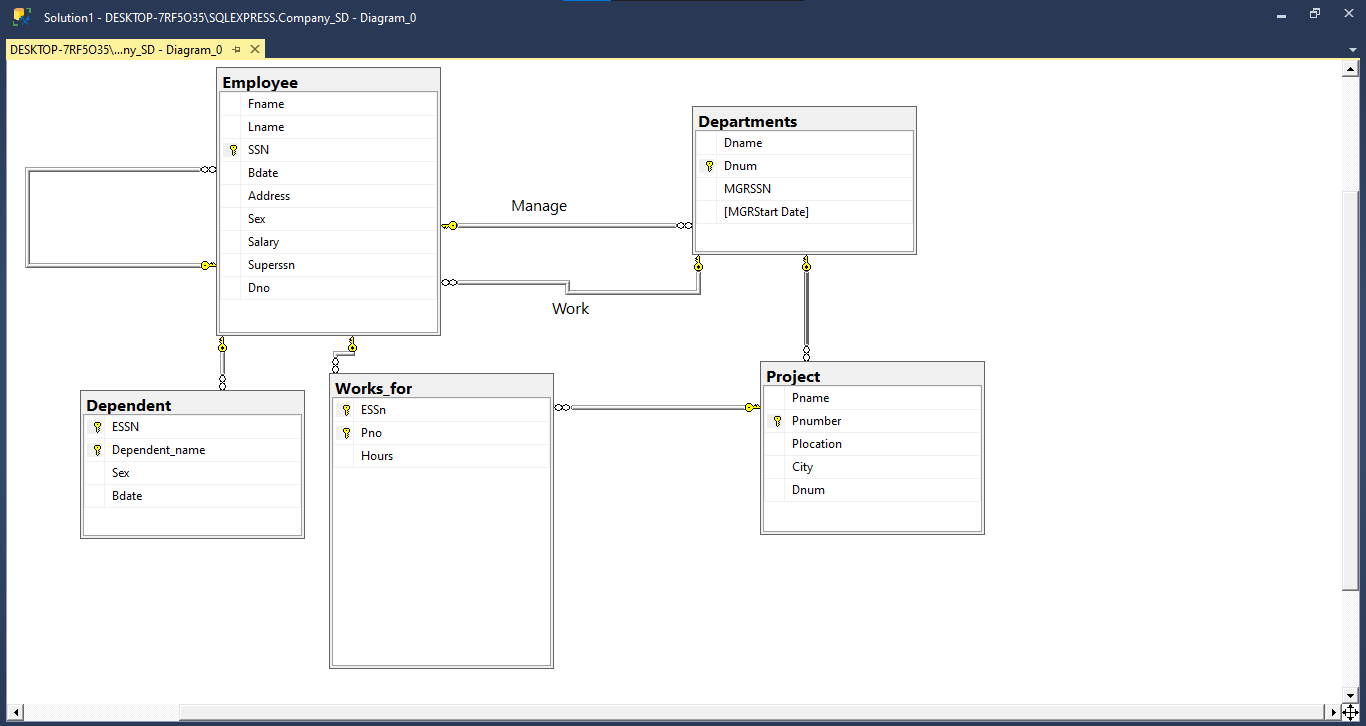 Solution1 - DESKTOP-7RF5O35\SQLEXPRESS.Company_SD - Diagram_0
DESKTOP-7RF5O35\...ny_SD - Diagram_0
Employee
Fname
Lname
SSN
Bdate
Address
Sex
Salary
Superssn
Dno
Manage
Work
Departments
Dname
Dnum
MGRSSN
[MGRStart Date]
Dependent
ESSN
Dependent_name
Sex
Bdate
Works_for
ESSn
Pno
Hours
Project
Pname
Pnumber
Plocation
City
Dnum